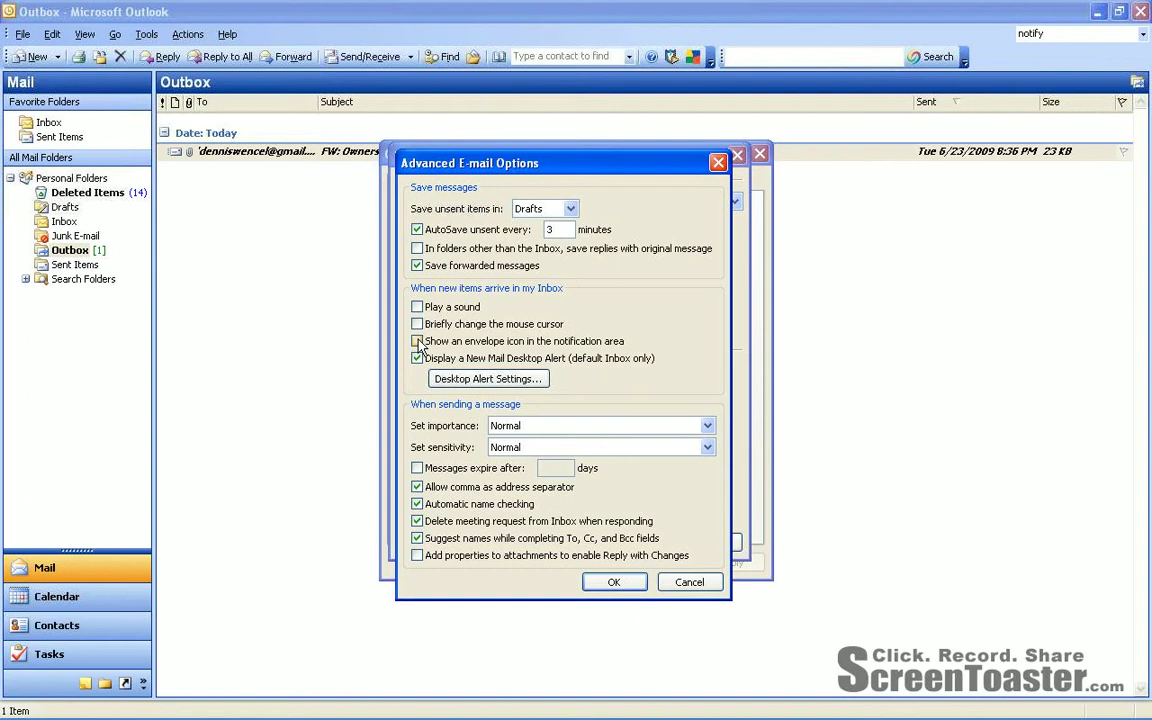 Outbox - Microsoft Outlook
File Edit View Go Tools Actions Help
notify
New Reply Reply to All Forward Send/Receive Find Type a contact to find Search
Mail
Outbox
Favorite Folders
! To Subject Sent Size
Inbox
Sent Items
Date: Today
All Mail Folders
'denniswencel@gmail.... FW: Owners Tue 6/23/2009 8:36 PM 23 KB
Personal Folders
Deleted Items (14)
Drafts
Inbox
Junk E-mail
Outbox [1]
Sent Items
Search Folders
Advanced E-mail Options
Save messages
Save unsent items in: Drafts
AutoSave unsent every: 3 minutes
In folders other than the Inbox, save replies with original message
Save forwarded messages
When new items arrive in my Inbox
Play a sound
Briefly change the mouse cursor
Show an envelope icon in the notification area
Display a New Mail Desktop Alert (default Inbox only)
Desktop Alert Settings...
When sending a message
Set importance: Normal
Set sensitivity: Normal
Messages expire after: days
Allow comma as address separator
Automatic name checking
Delete meeting request from Inbox when responding
Suggest names while completing To, Cc, and Bcc fields
Add properties to attachments to enable Reply with Changes
OK Cancel
Mail
Calendar
Contacts
Tasks
Click. Record. Share
ScreenToaster.com
1 Item